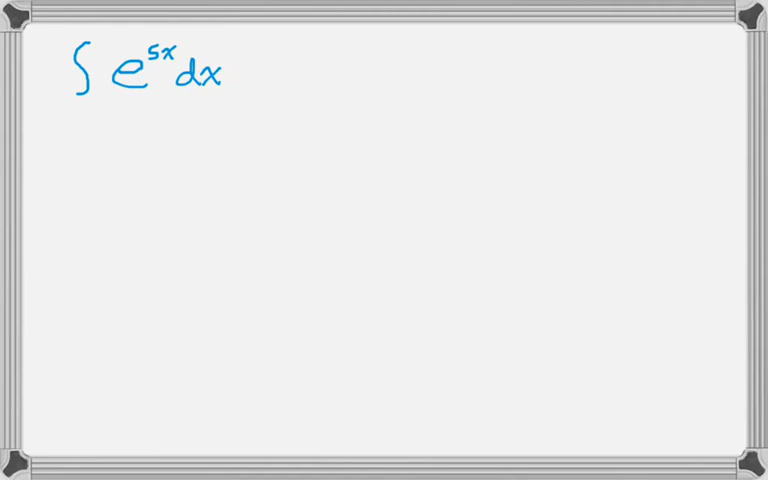 ∫ e^{5x} dx